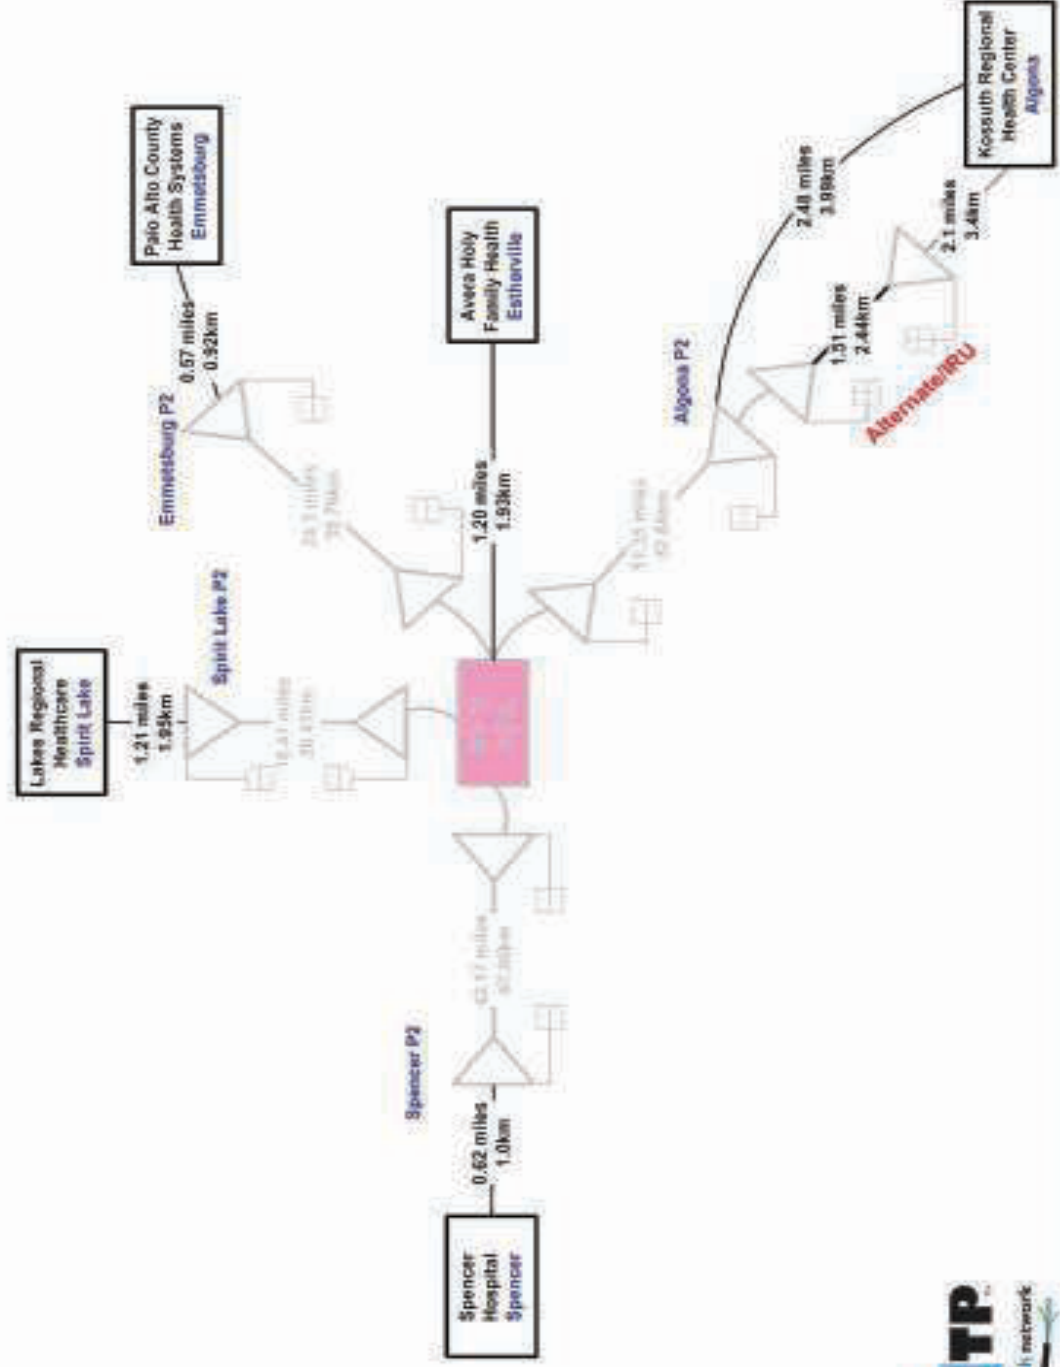 Lakes Regional
Healthcare
Spirit Lake
1.21 miles
1.95km
Spirit Lake P2
Palo Alto County
Health Systems
Emmetsburg
0.57 miles
0.92km
Emmetsburg P2
Avera Holy
Family Health
Estherville
1.20 miles
1.93km
Spencer P2
Spencer
Hospital
Spencer
0.62 miles
1.0km
Algona P2
2.48 miles
3.99km
Kossuth Regional
Health Center
Algona
2.1 miles
3.4km
1.51 miles
2.44km
Alternate/IRU
TP
h network